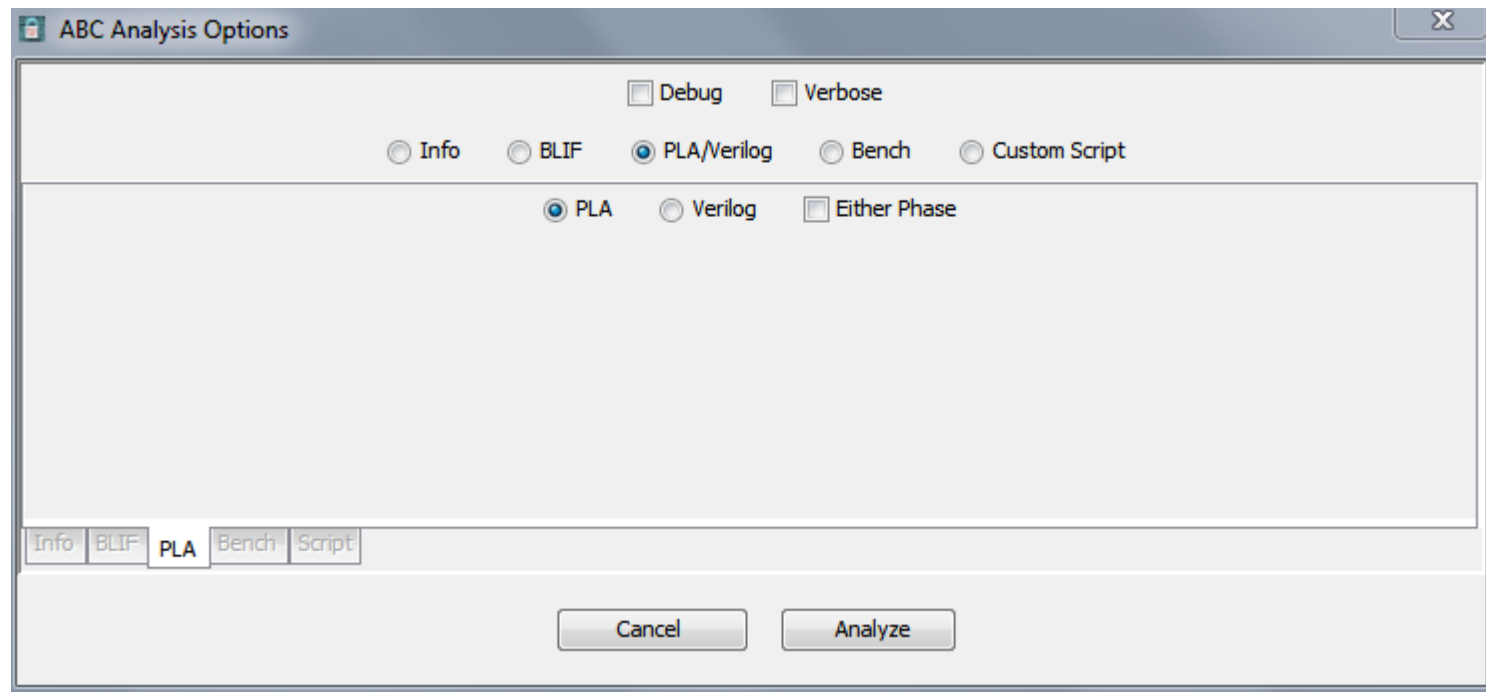 ABC Analysis Options
Debug Verbose
Info BLIF PLA/Verilog Bench Custom Script
PLA Verilog Either Phase
Info BLIF PLA Bench Script
Cancel Analyze